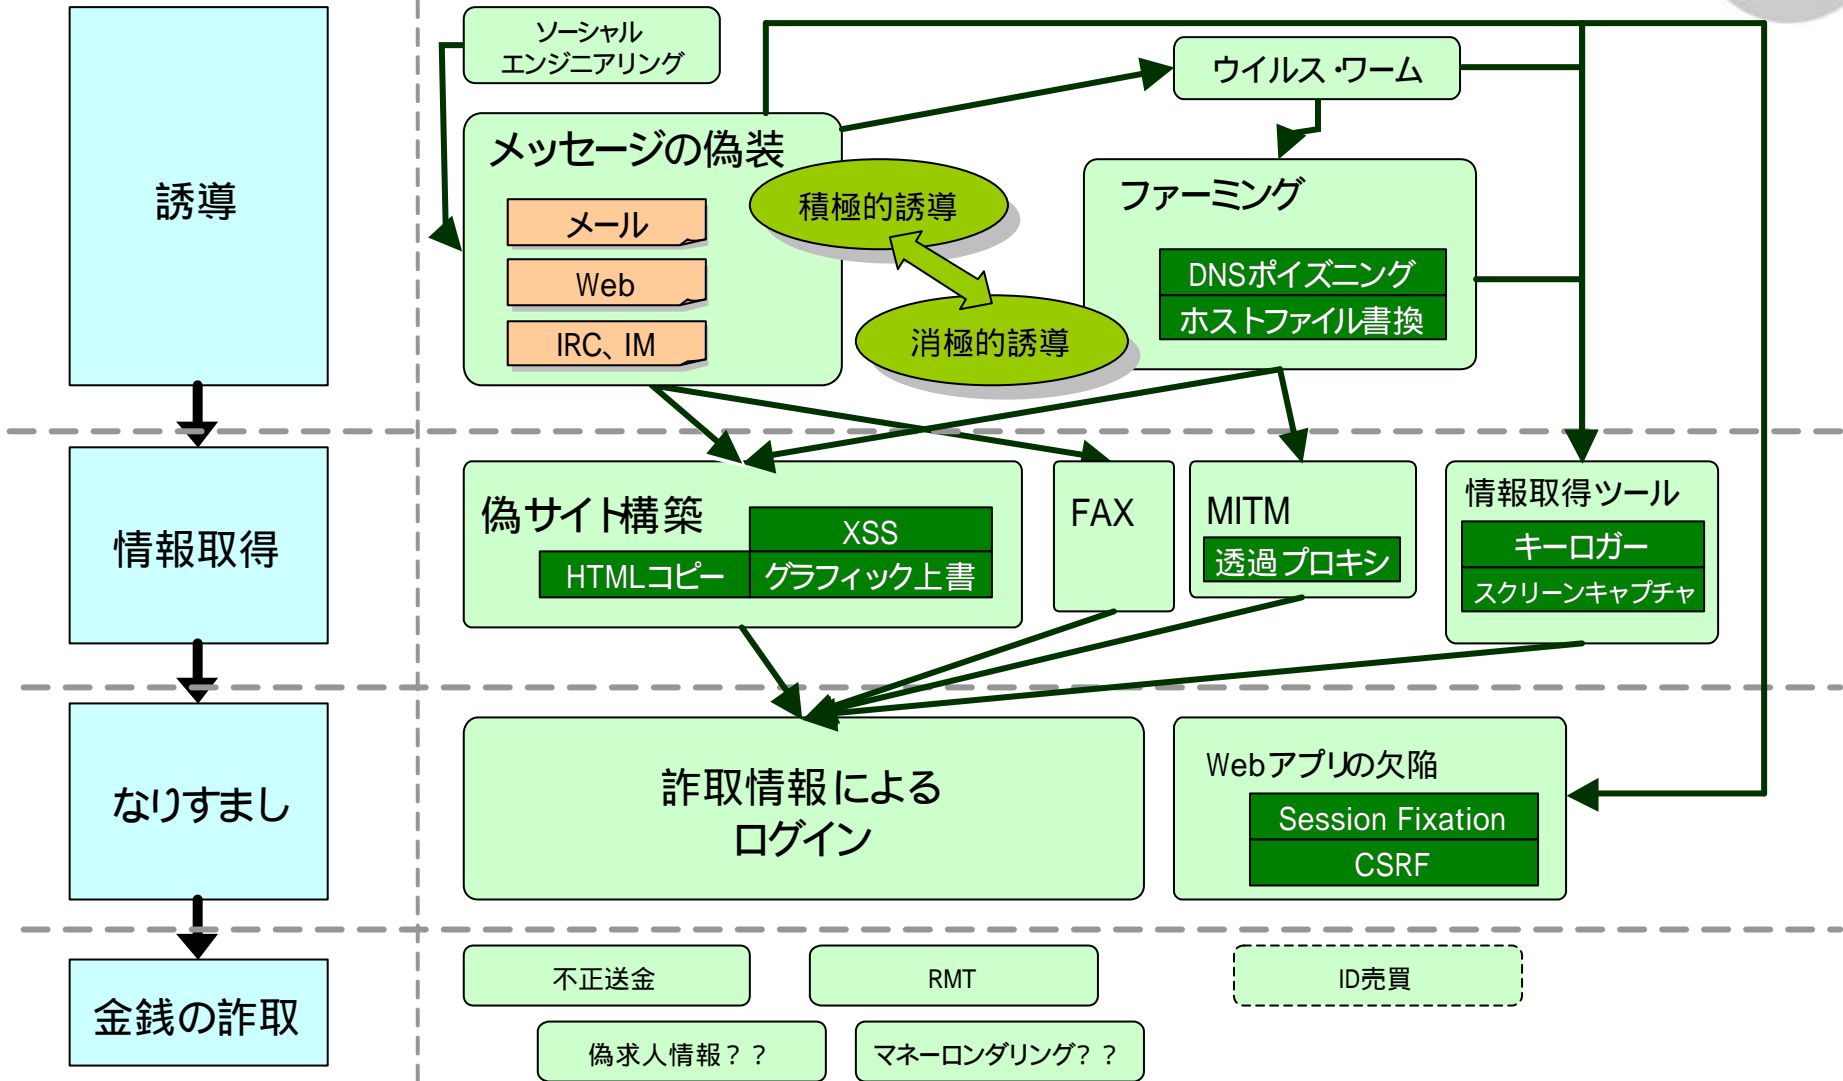 誘導
ソーシャル
エンジニアリング
ウイルス・ワーム
メッセージの偽装
メール
Web
IRC、IM
積極的誘導
消極的誘導
ファーミング
DNSポイズニング
ホストファイル書換
情報取得
偽サイト構築
XSS
HTMLコピー
グラフィック上書
FAX
MITM
透過プロキシ
情報取得ツール
キーロガー
スクリーンキャプチャ
なりすまし
詐取情報による
ログイン
Webアプリの欠陥
Session Fixation
CSRF
金銭の詐取
不正送金
RMT
ID売買
偽求人情報？？
マネーロンダリング？？